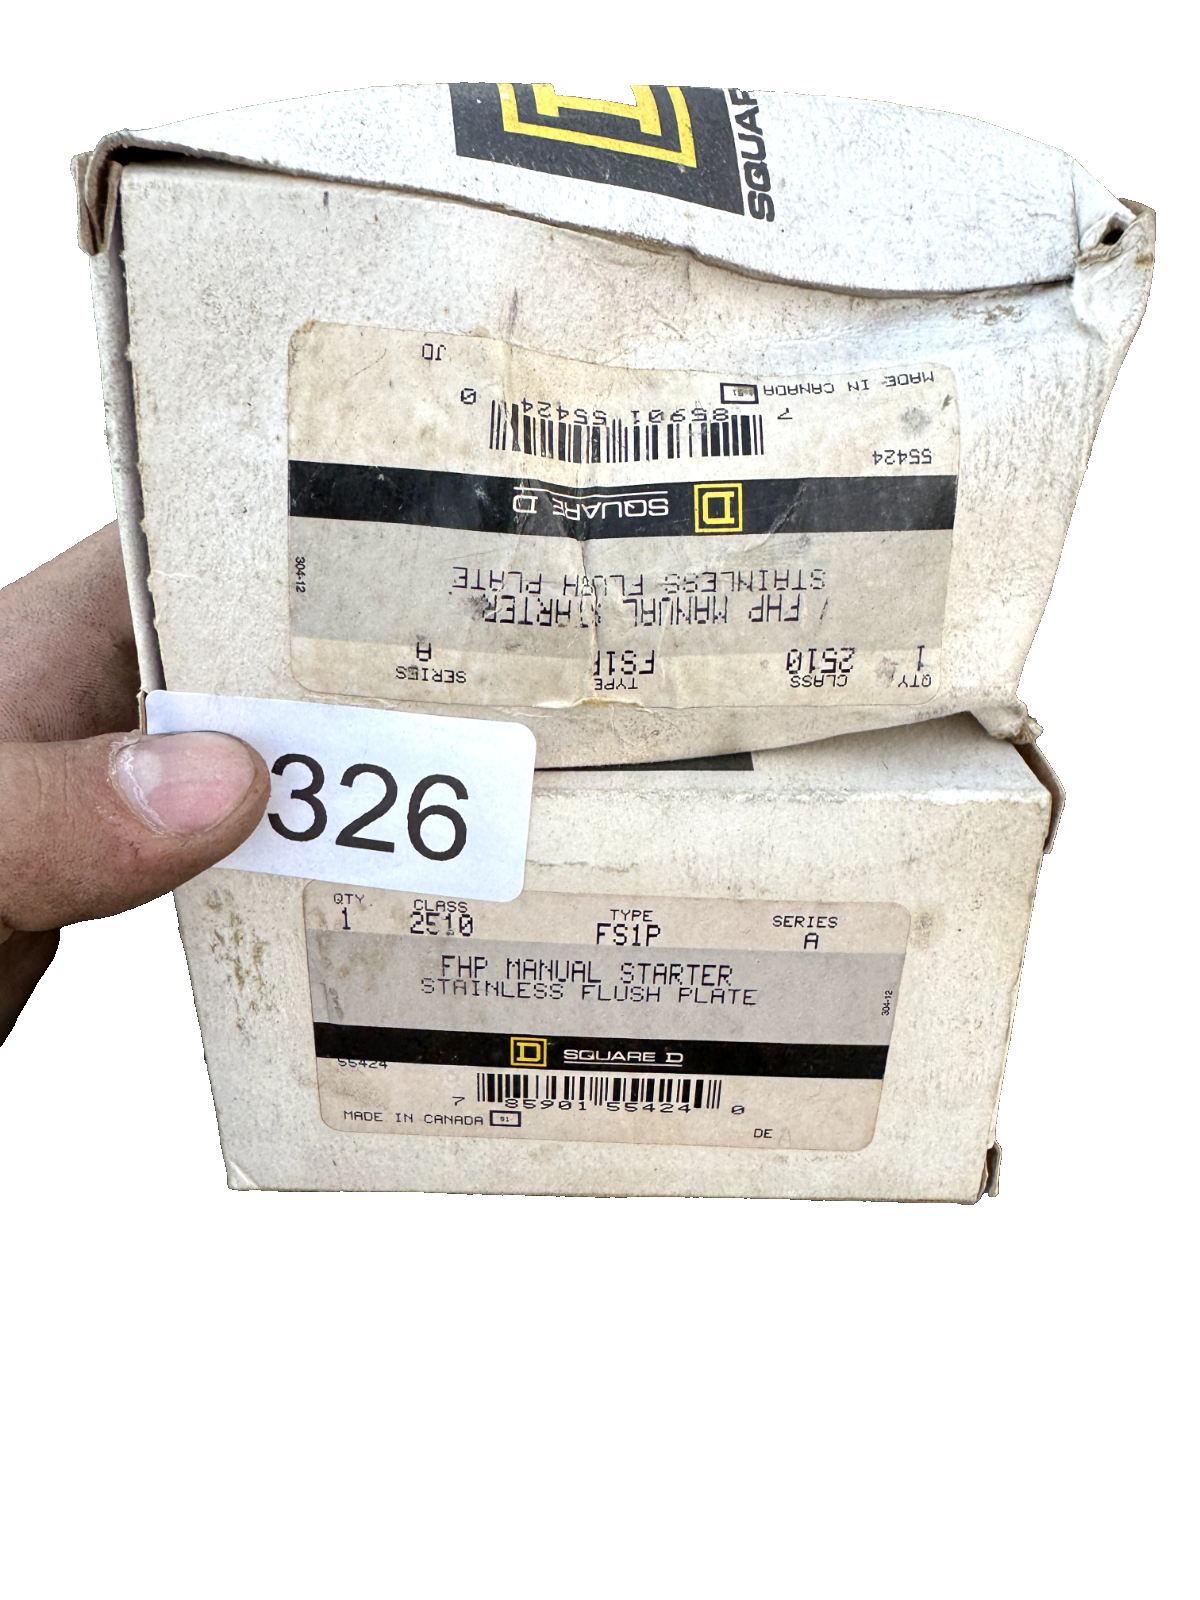 SQUAR
JD
MADE IN CANADA
7 85901 55424 0
55424
SQUARE D
304-12
STAINLESS FLUSH PLATE
FHP MANUAL STARTER
QTY. CLASS TYPE SERIES
1 2510 FS1P A
326
QTY. CLASS TYPE SERIES
1 2510 FS1P A
FHP MANUAL STARTER
STAINLESS FLUSH PLATE
304-12
D SQUARE D
55424
7 85901 55424 0
MADE IN CANADA 91-
DE A